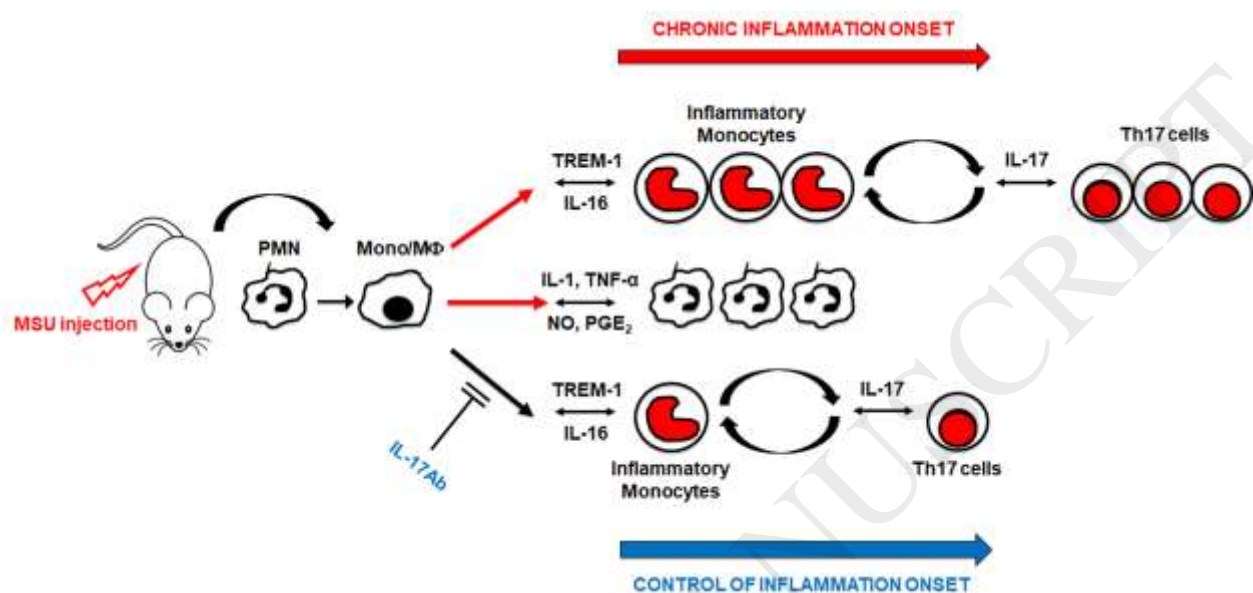 CHRONIC INFLAMMATION ONSET
Inflammatory
Monocytes
Th17 cells
TREM-1
IL-16
IL-17
PMN
Mono/MΦ
MSU injection
IL-1, TNF-α
NO, PGE₂
TREM-1
IL-16
IL-17
IL-17Ab
Inflammatory
Monocytes
Th17 cells
CONTROL OF INFLAMMATION ONSET
NUSCRIPT